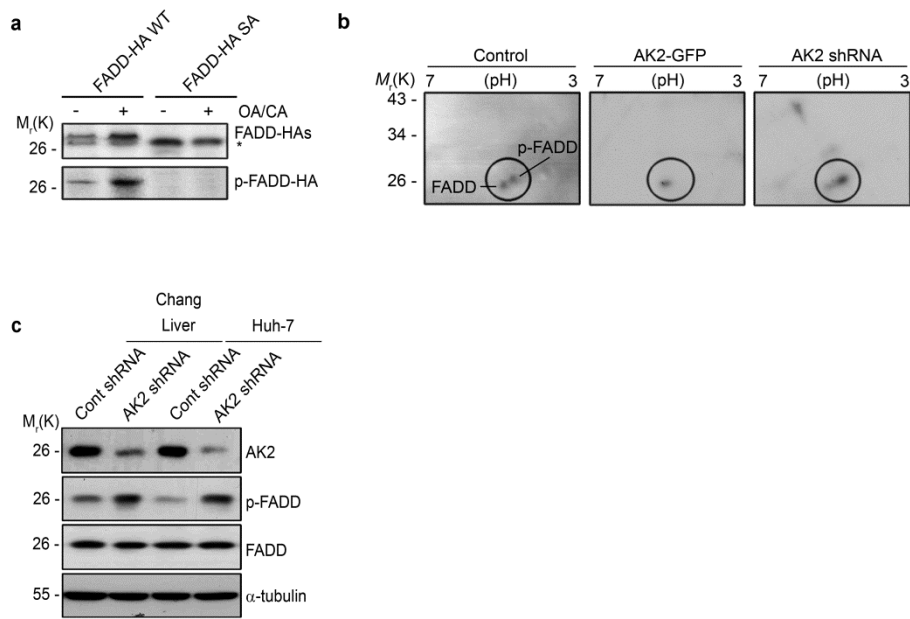 a
FADD-HA WT
FADD-HA SA
- + - + OA/CA
Mr(K)
26 - FADD-HAs
*
26 - p-FADD-HA
b
Control AK2-GFP AK2 shRNA
Mr(K) 7 (pH) 3 7 (pH) 3 7 (pH) 3
43 -
34 -
p-FADD
26 - FADD
c
Chang
Liver Huh-7
Cont shRNA
AK2 shRNA
Cont shRNA
AK2 shRNA
Mr(K)
26 - AK2
26 - p-FADD
26 - FADD
55 - α-tubulin